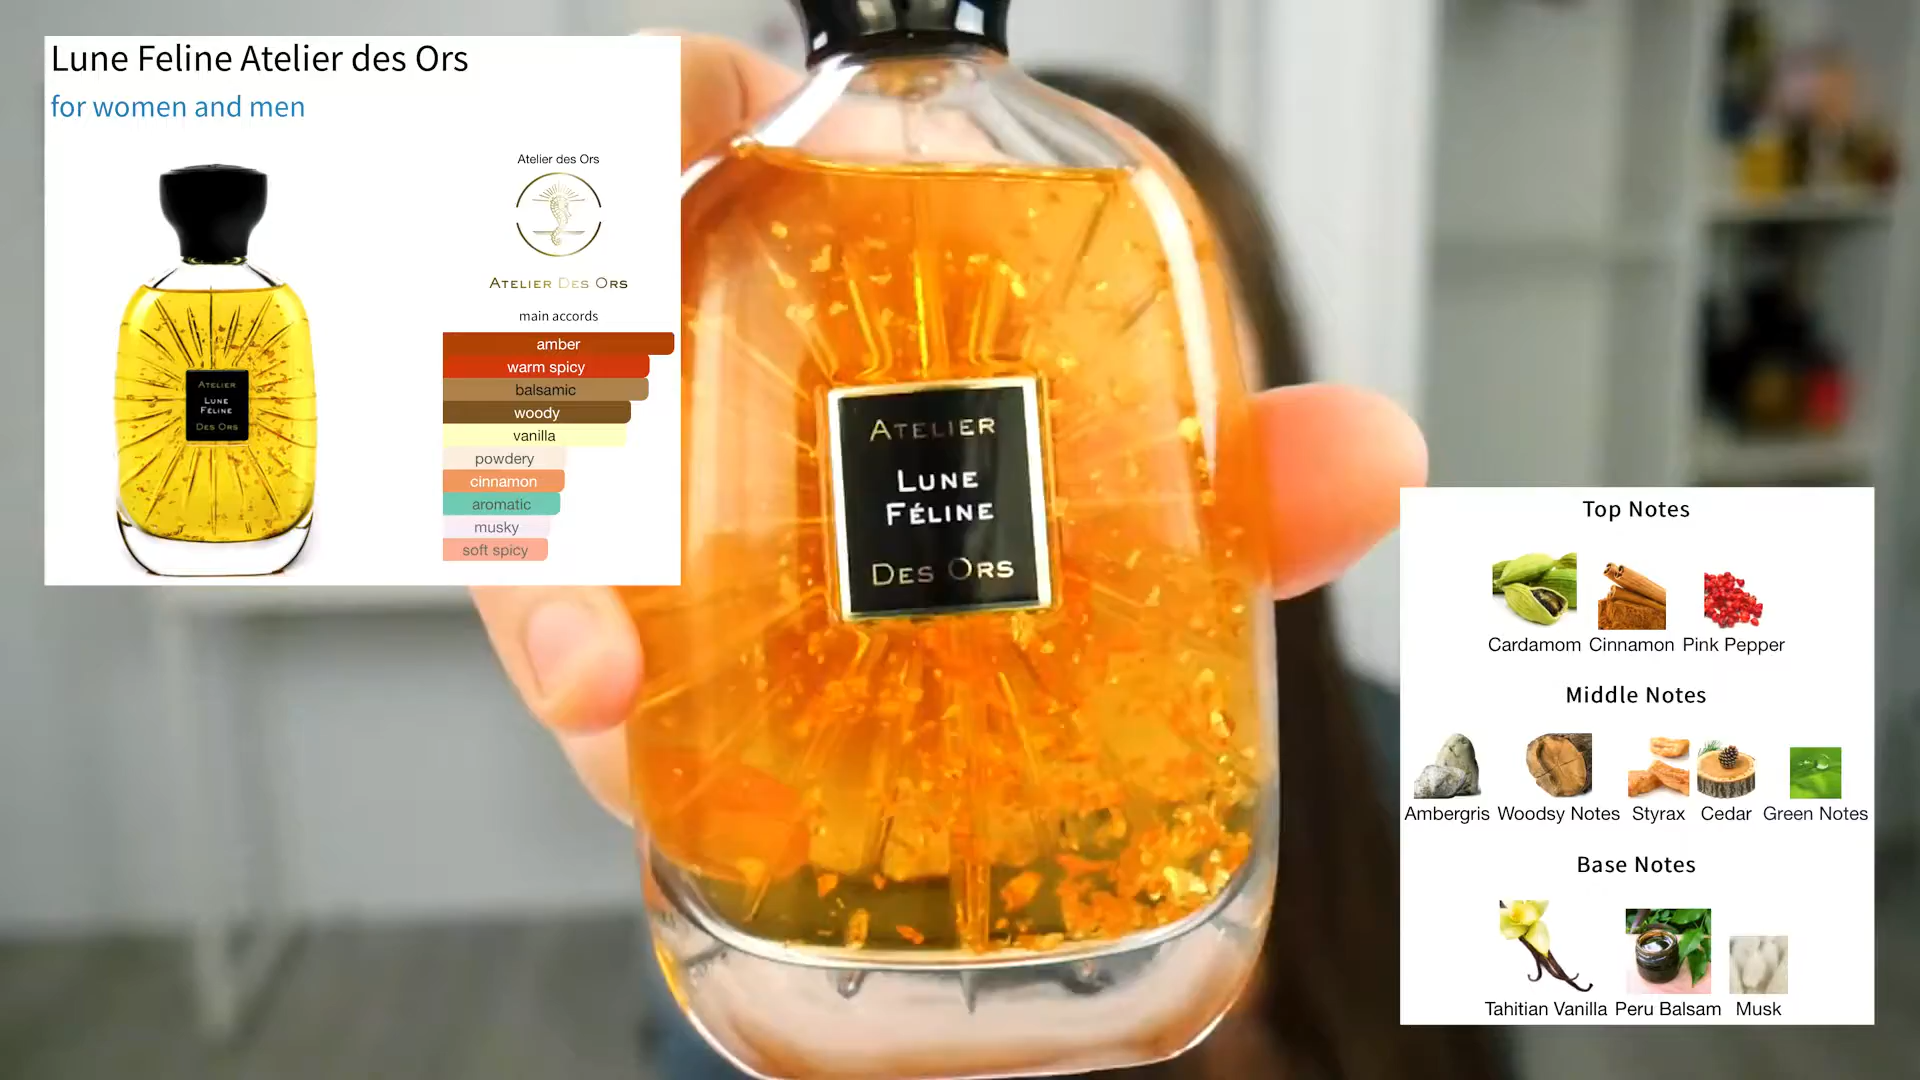 Lune Feline Atelier des Ors
for women and men
Atelier des Ors
ATELIER DES ORS
main accords
amber
warm spicy
balsamic
woody
vanilla
powdery
cinnamon
aromatic
musky
soft spicy
ATELIER
LUNE
FÉLINE
DES ORS
ATELIER
LUNE
FÉLINE
DES ORS
Top Notes
Cardamom Cinnamon Pink Pepper
Middle Notes
Ambergris Woodsy Notes Styrax Cedar Green Notes
Base Notes
Tahitian Vanilla Peru Balsam Musk